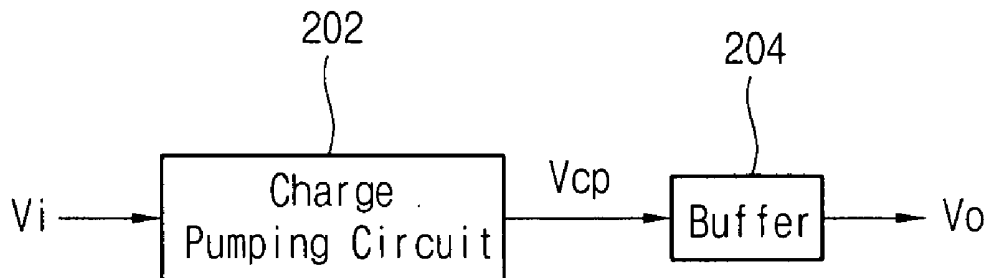 202
204
Vi
Charge
Pumping Circuit
Vcp
Buffer
Vo